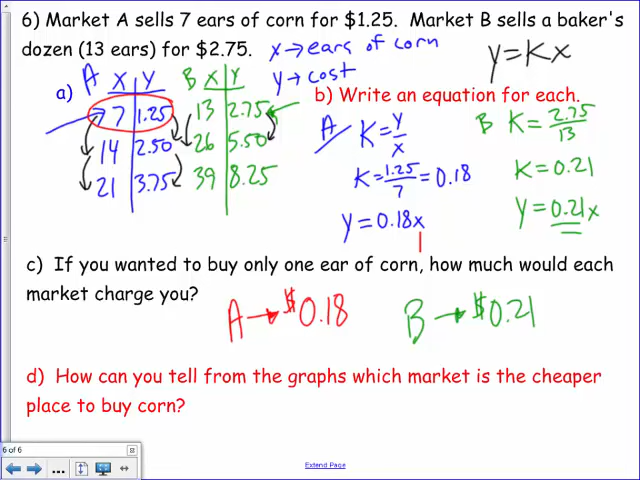 6) Market A sells 7 ears of corn for $1.25. Market B sells a baker's
dozen (13 ears) for $2.75.
x → ears of corn
y → cost
y = Kx
a)
A
X Y
7 1.25
14 2.50
21 3.75
B
X Y
13 2.75
26 5.50
39 8.25
b) Write an equation for each.
A
K = y/x
K = 1.25/7 = 0.18
y = 0.18x
B
K = 2.75/13
K = 0.21
y = 0.21x
c) If you wanted to buy only one ear of corn, how much would each
market charge you?
A → $0.18
B → $0.21
d) How can you tell from the graphs which market is the cheaper
place to buy corn?
6 of 6
Extend Page